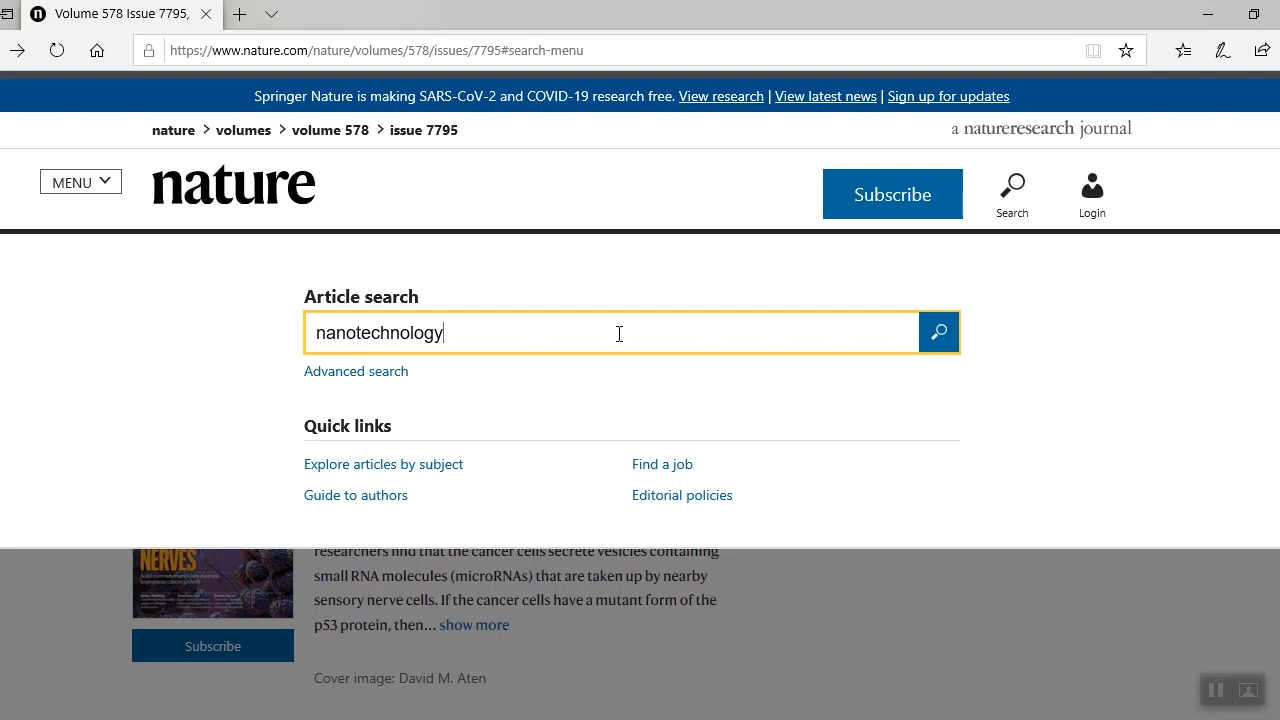 Volume 578 Issue 7795,
https://www.nature.com/nature/volumes/578/issues/7795#search-menu
Springer Nature is making SARS-CoV-2 and COVID-19 research free. View research | View latest news | Sign up for updates
nature > volumes > volume 578 > issue 7795
a natureresearch journal
MENU
nature
Subscribe
Search
Login
Article search
nanotechnology
Advanced search
Quick links
Explore articles by subject
Find a job
Guide to authors
Editorial policies
NERVES
researchers find that the cancer cells secrete vesicles containing
small RNA molecules (microRNAs) that are taken up by nearby
sensory nerve cells. If the cancer cells have a mutant form of the
p53 protein, then… show more
Subscribe
Cover image: David M. Aten